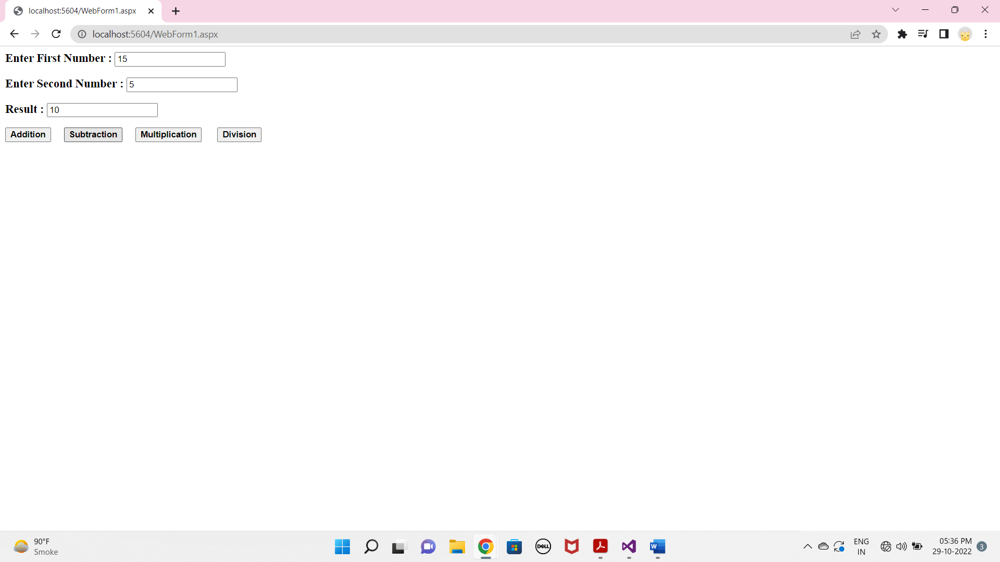 localhost:5604/WebForm1.aspx
localhost:5604/WebForm1.aspx
Enter First Number : 15
Enter Second Number : 5
Result : 10
Addition Subtraction Multiplication Division
90°F
Smoke
DELL
W
ENG
IN
05:36 PM
29-10-2022
3